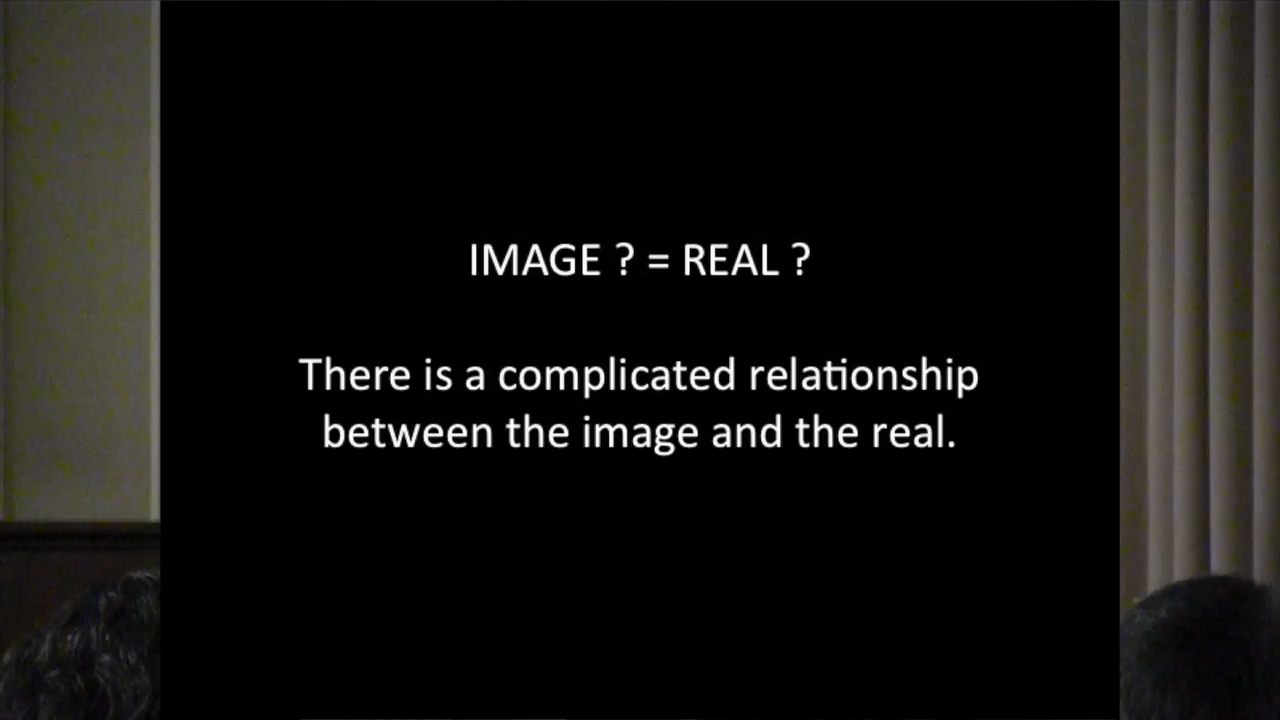 IMAGE ? = REAL ?
There is a complicated relationship
between the image and the real.